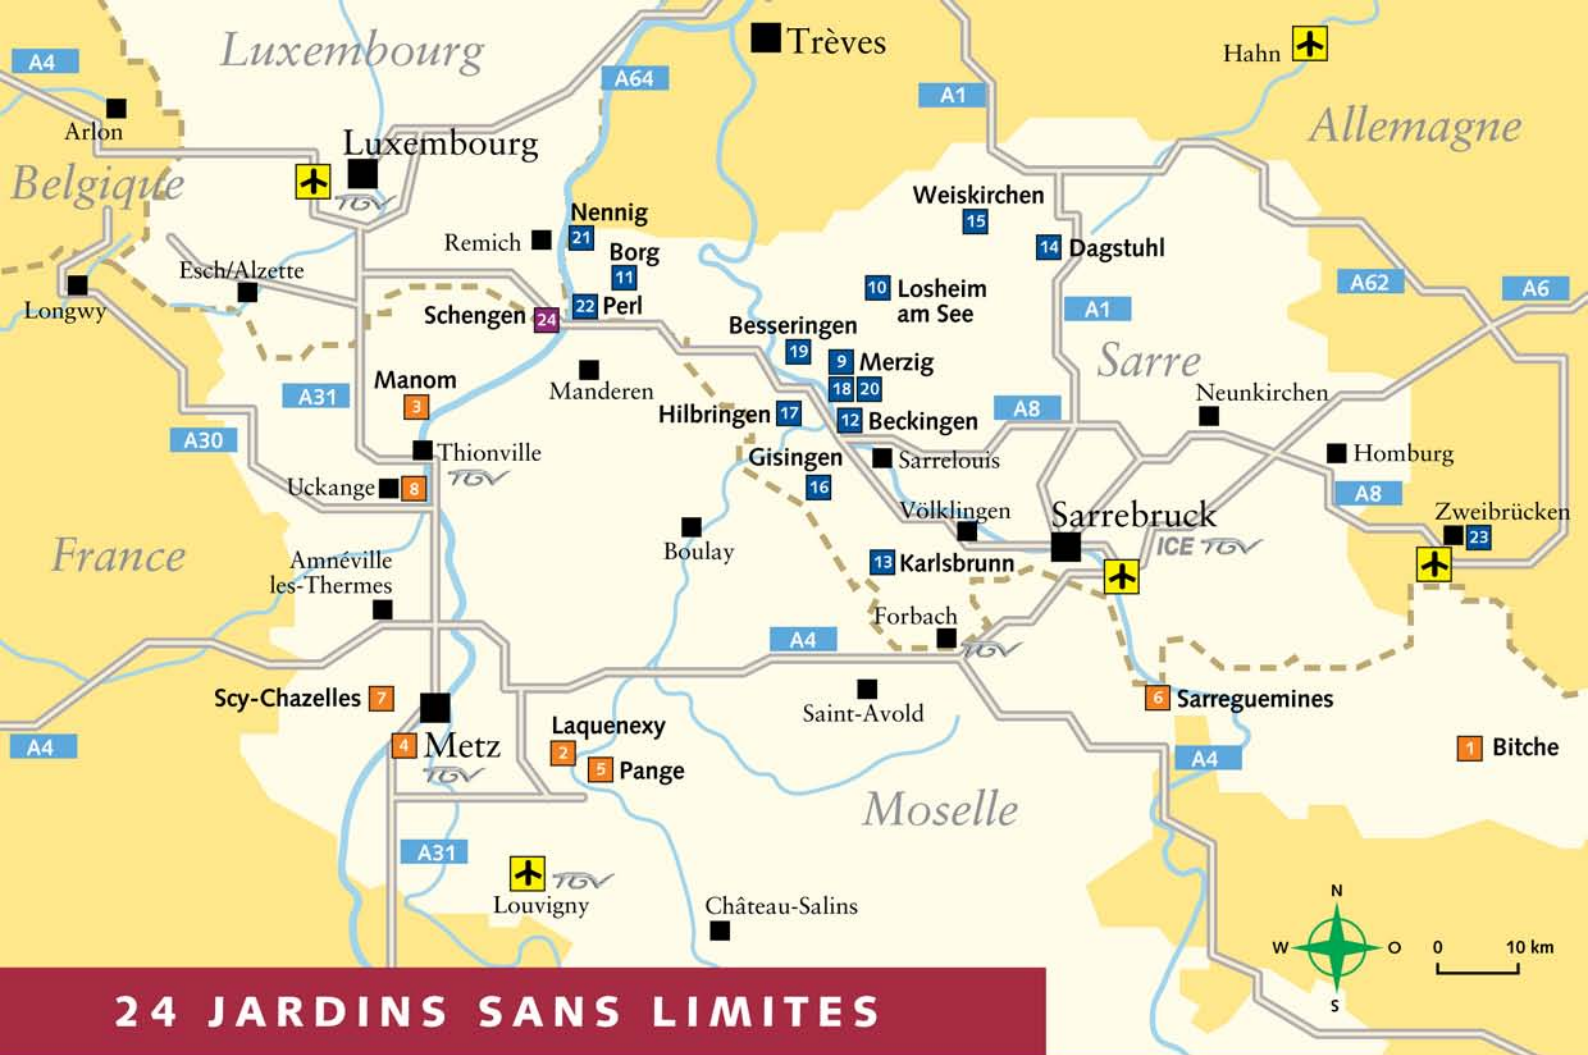 Luxembourg
Trèves
Hahn
A4
A64
A1
Arlon
Allemagne
Luxembourg
TGV
Belgique
Weiskirchen
15
Nennig
21
Remich
Borg
11
14 Dagstuhl
Esch/Alzette
10 Losheim
am See
A62
A6
Longwy
Schengen 24
22 Perl
A1
Besseringen
19
9 Merzig
18 20
Sarre
Manom
3
Manderen
A31
Neunkirchen
Hilbringen 17
12 Beckingen
A8
A30
Thionville
TGV
Gisingen
16
Sarrelouis
Homburg
Uckange 8
A8
Völklingen
Sarrebruck
ICE TGV
Zweibrücken
23
France
Boulay
Amnéville
les-Thermes
13 Karlsbrunn
Forbach
TGV
A4
Scy-Chazelles 7
Saint-Avold
6 Sarreguemines
Laquenexy
2
4 Metz
TGV
A4
5 Pange
A4
1 Bitche
Moselle
A31
TGV
Louvigny
Château-Salins
N
W O
S
0 10 km
24 JARDINS SANS LIMITES